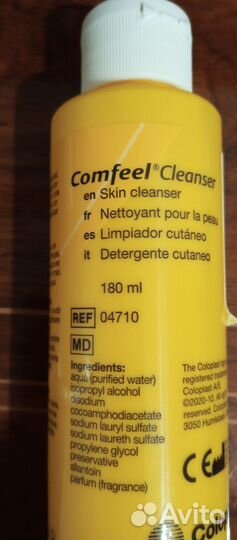 Comfeel® Cleanser
en Skin cleanser
fr Nettoyant pour la peau
es Limpiador cutáneo
it Detergente cutaneo
180 ml
REF 04710
MD
Ingredients:
aqua (purified water)
isopropyl alcohol
disodium
cocoamphodiacetate
sodium lauryl sulfate
sodium laureth sulfate
propylene glycol
preservative
allantoin
parfum (fragrance)
The Coloplast
registered trade
Coloplast A/S.
©2020-10.
All rights
3050 Humlebæk
CE
Avito